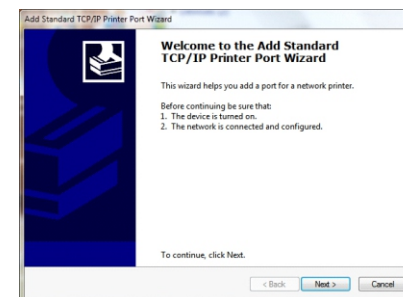 Add Standard TCP/IP Printer Port Wizard
Welcome to the Add Standard
TCP/IP Printer Port Wizard
This wizard helps you add a port for a network printer.
Before continuing be sure that:
1. The device is turned on.
2. The network is connected and configured.
To continue, click Next.
< Back
Next >
Cancel